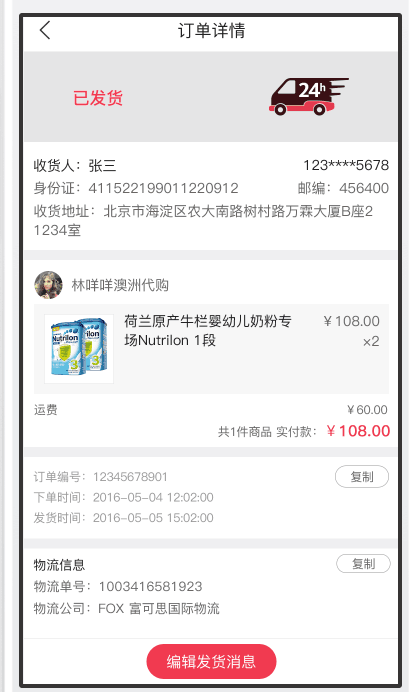 订单详情
已发货
24h
收货人：张三 123****5678
身份证：411522199011220912 邮编：456400
收货地址：北京市海淀区农大南路树村路万霖大厦B座2
1234室
林咩咩澳洲代购
荷兰原产牛栏婴幼儿奶粉专 ￥108.00
场Nutrilon 1段 ×2
Nutrilon
3
运费 ￥60.00
共1件商品 实付款：￥108.00
订单编号：12345678901 复制
下单时间：2016-05-04 12:02:00
发货时间：2016-05-05 15:02:00
物流信息 复制
物流单号：1003416581923
物流公司：FOX 富可思国际物流
编辑发货消息